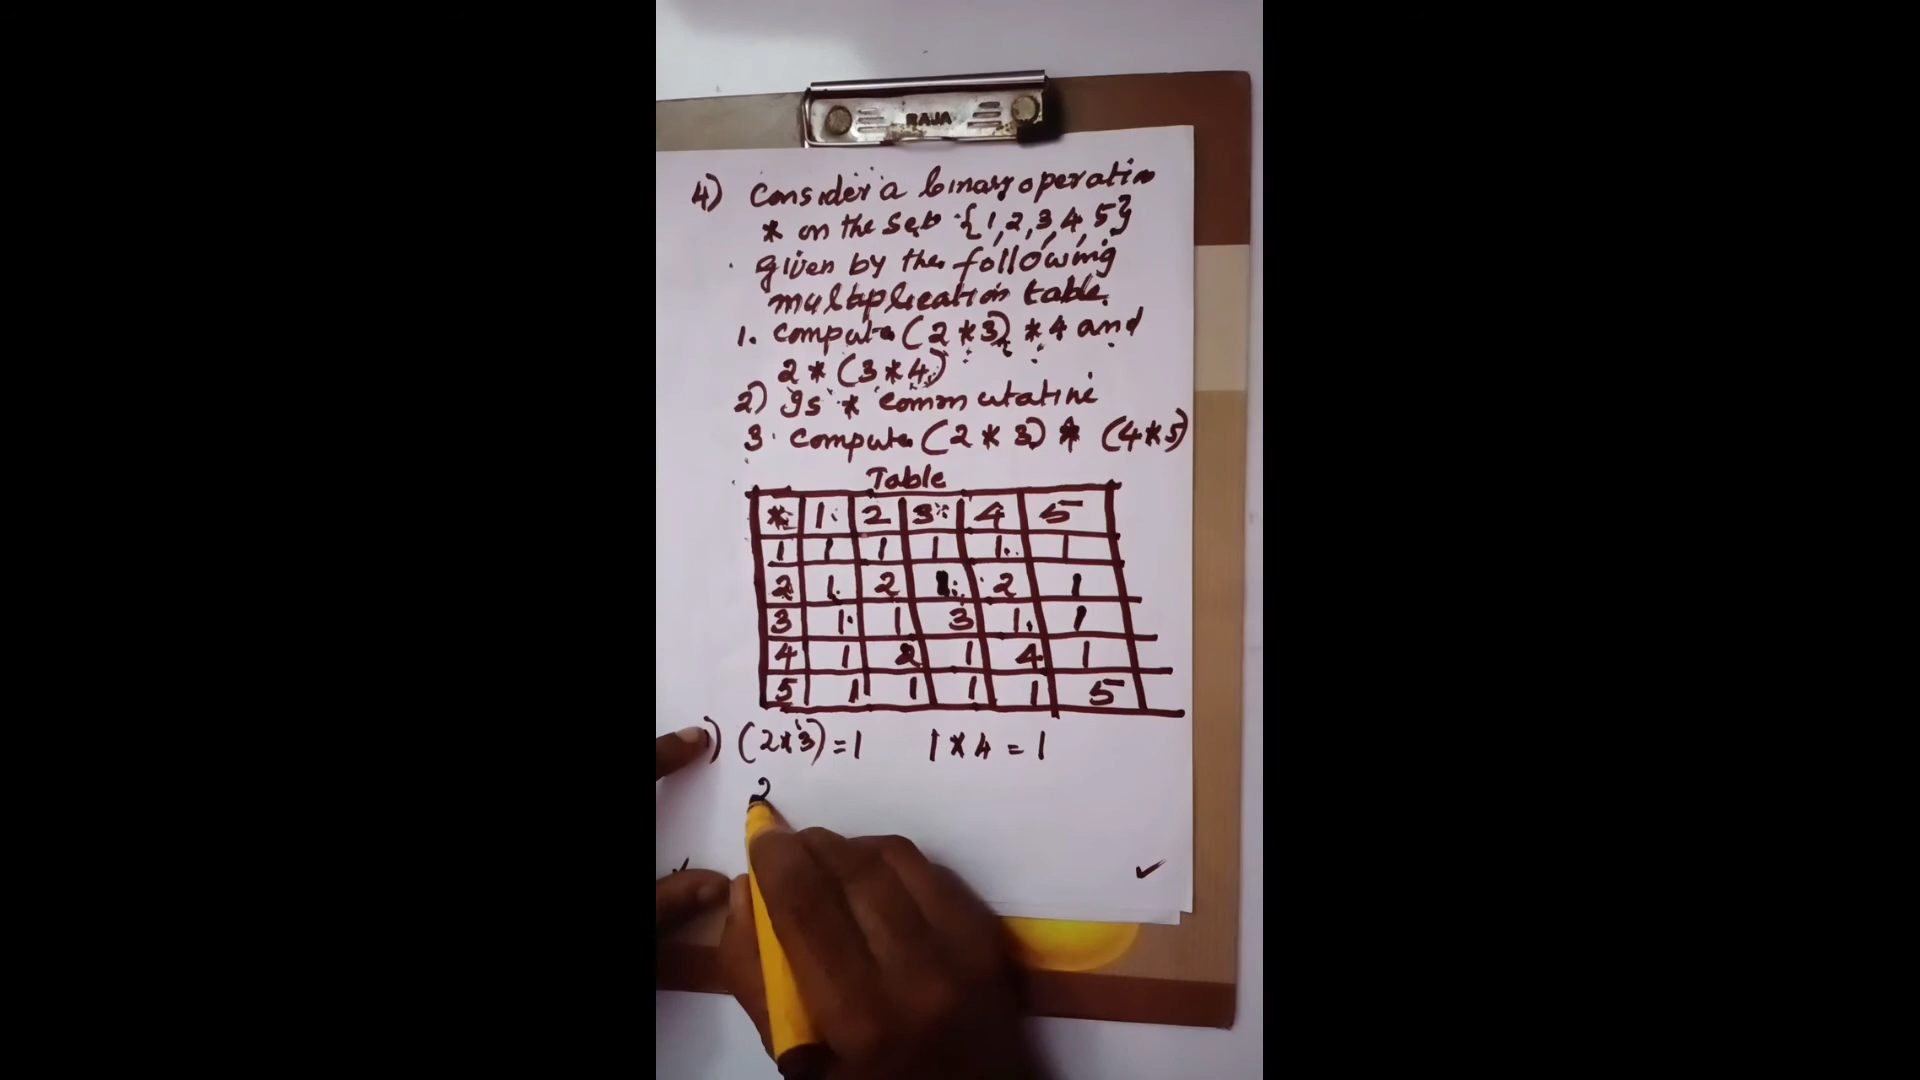 RAJA
4) Consider a binary operation
* on the set {1,2,3,4,5}
given by the following
multiplication table.
1. compute (2*3) *4 and
2 * (3*4)
2) Is * commutative
3. compute (2 * 3) * (4*5)
Table
* 1 2 3 4 5
1 1 1 1 1 1
2 1 2 1 2 1
3 1 1 3 1 1
4 1 2 1 4 1
5 1 1 1 1 5
) (2*3) = 1 1 * 4 = 1
2